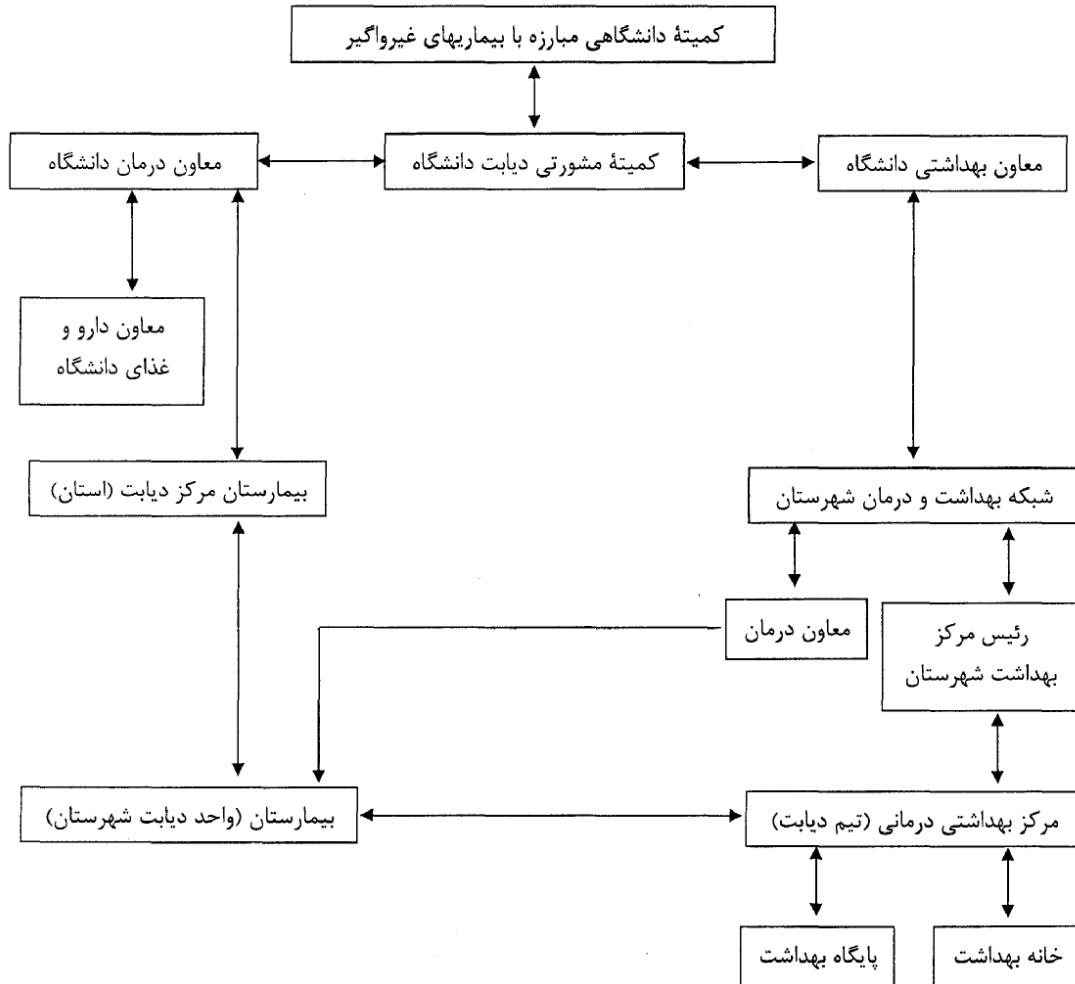 کمیتۀ دانشگاهی مبارزه با بیماریهای غیرواگیر
معاون بهداشتی دانشگاه
کمیتۀ مشورتی دیابت دانشگاه
معاون درمان دانشگاه
معاون دارو و
غذای دانشگاه
شبکه بهداشت و درمان شهرستان
بیمارستان مرکز دیابت (استان)
رئیس مرکز
بهداشت شهرستان
معاون درمان
مرکز بهداشتی درمانی (تیم دیابت)
بیمارستان (واحد دیابت شهرستان)
خانه بهداشت
پایگاه بهداشت